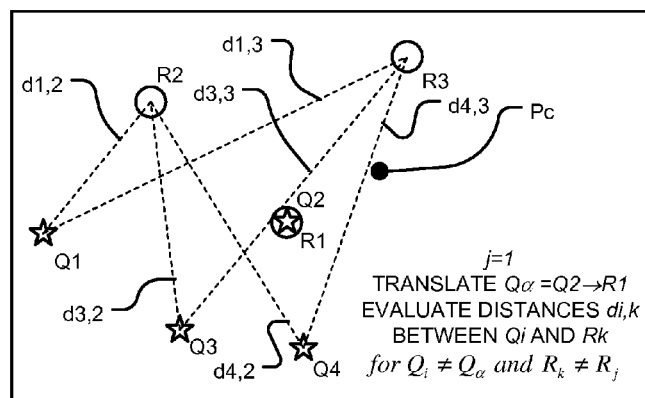 d1,3
R2
R3
d1,2
d3,3
d4,3
Pc
Q2
R1
Q1
d3,2
Q3
d4,2
Q4
j=1
TRANSLATE Qα =Q2→R1
EVALUATE DISTANCES di,k
BETWEEN Qi AND Rk
for Qᵢ ≠ Qα and Rₖ ≠ Rⱼ